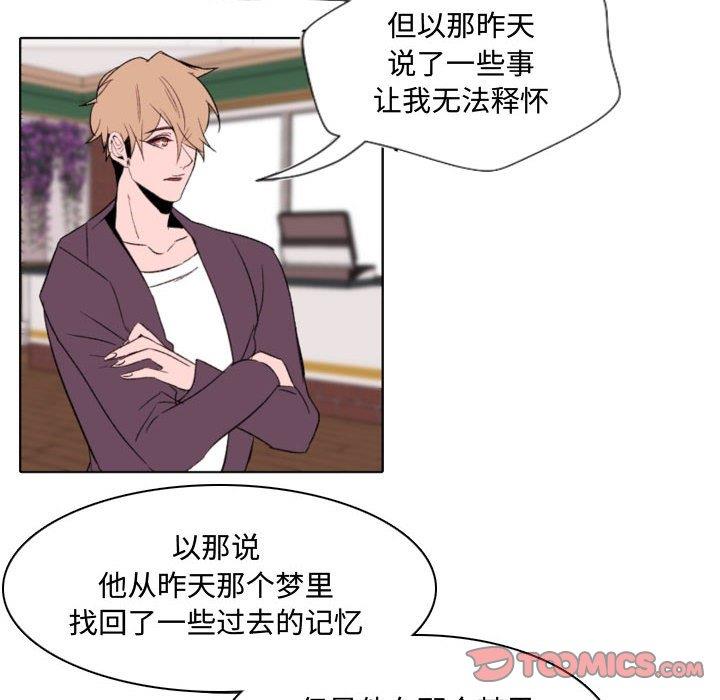 但以那昨天
说了一些事
让我无法释怀
以那说
他从昨天那个梦里
找回了一些过去的记忆
TOOMICS.COM